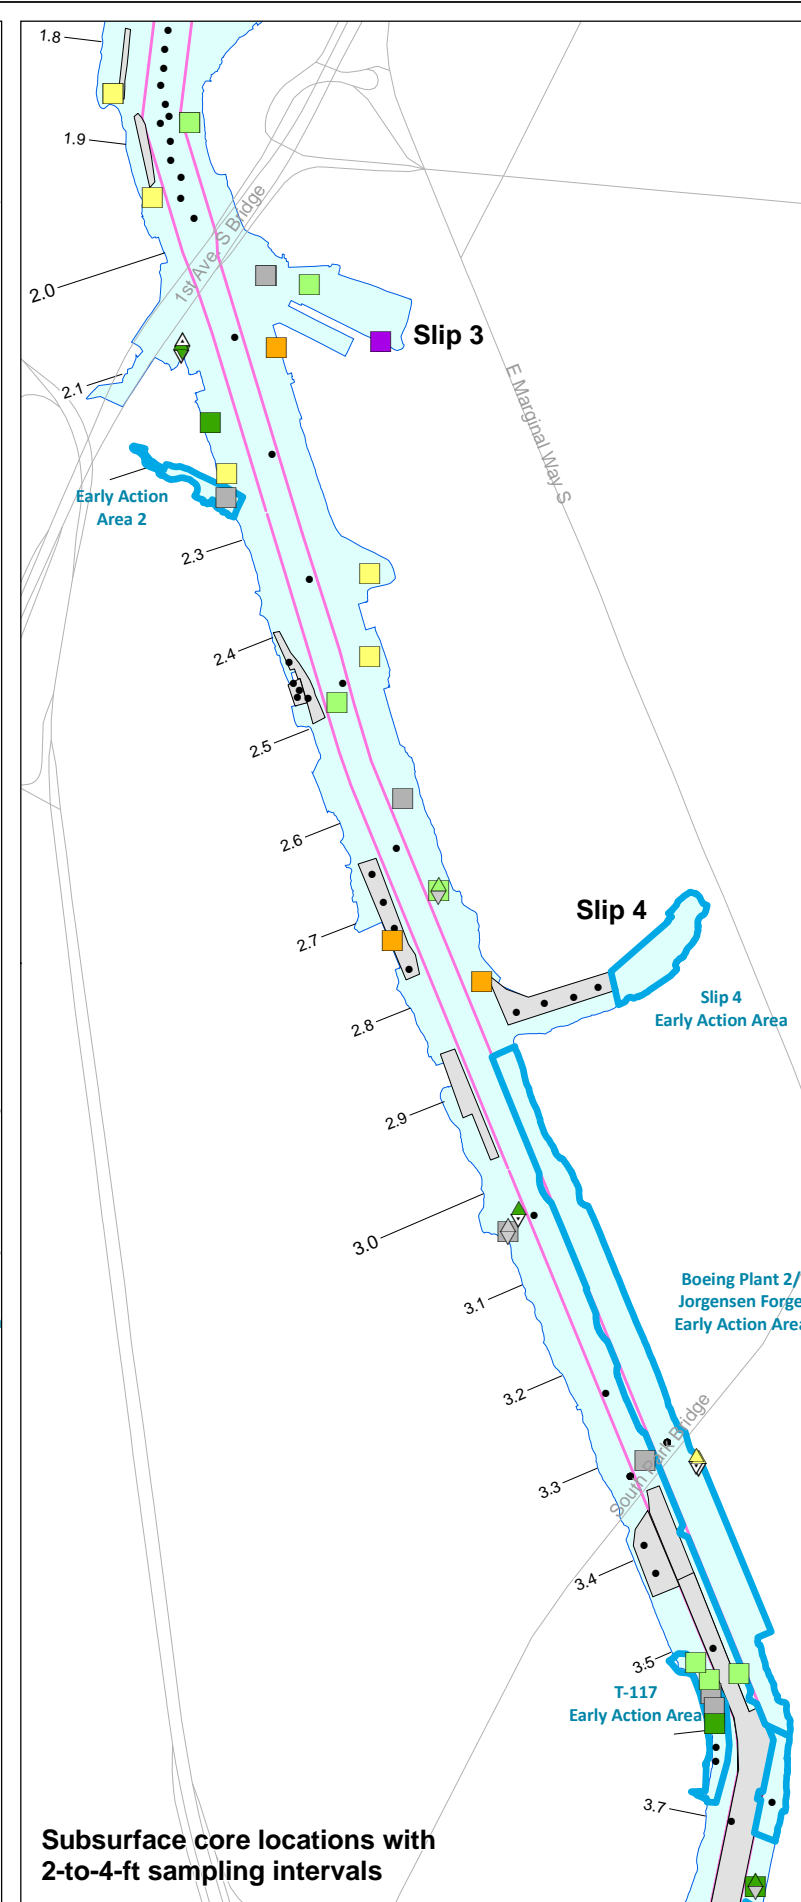 1.8
1.9
1st Ave. S Bridge
2.0
Slip 3
2.1
E Marginal Way S
Early Action
Area 2
2.3
2.4
2.5
2.6
Slip 4
2.7
Slip 4
Early Action Area
2.8
2.9
3.0
Boeing Plant 2/
Jorgensen Forge
Early Action Area
3.1
3.2
South Park Bridge
3.3
3.4
3.5
T-117
Early Action Area
3.7
Subsurface core locations with
2-to-4-ft sampling intervals